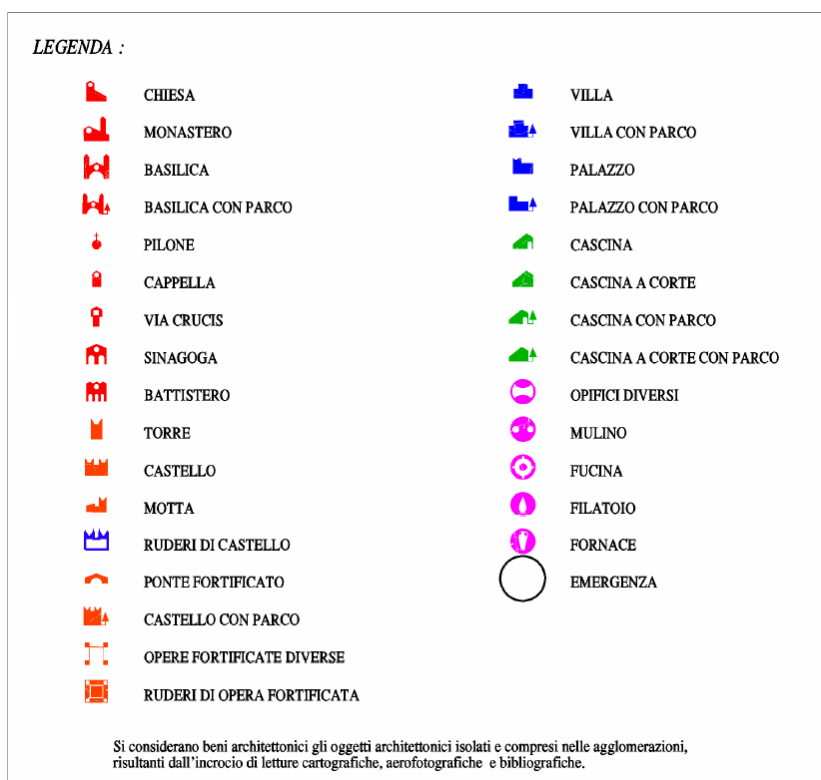 LEGENDA :
CHIESA
MONASTERO
BASILICA
BASILICA CON PARCO
PILONE
CAPPELLA
VIA CRUCIS
SINAGOGA
BATTISTERO
TORRE
CASTELLO
MOTTA
RUDERI DI CASTELLO
PONTE FORTIFICATO
CASTELLO CON PARCO
OPERE FORTIFICATE DIVERSE
RUDERI DI OPERA FORTIFICATA
VILLA
VILLA CON PARCO
PALAZZO
PALAZZO CON PARCO
CASCINA
CASCINA A CORTE
CASCINA CON PARCO
CASCINA A CORTE CON PARCO
OPIFICI DIVERSI
MULINO
FUCINA
FILATOIO
FORNACE
EMERGENZA
Si considerano beni architettonici gli oggetti architettonici isolati e compresi nelle agglomerazioni,
risultanti dall'incrocio di letture cartografiche, aerofotografiche e bibliografiche.